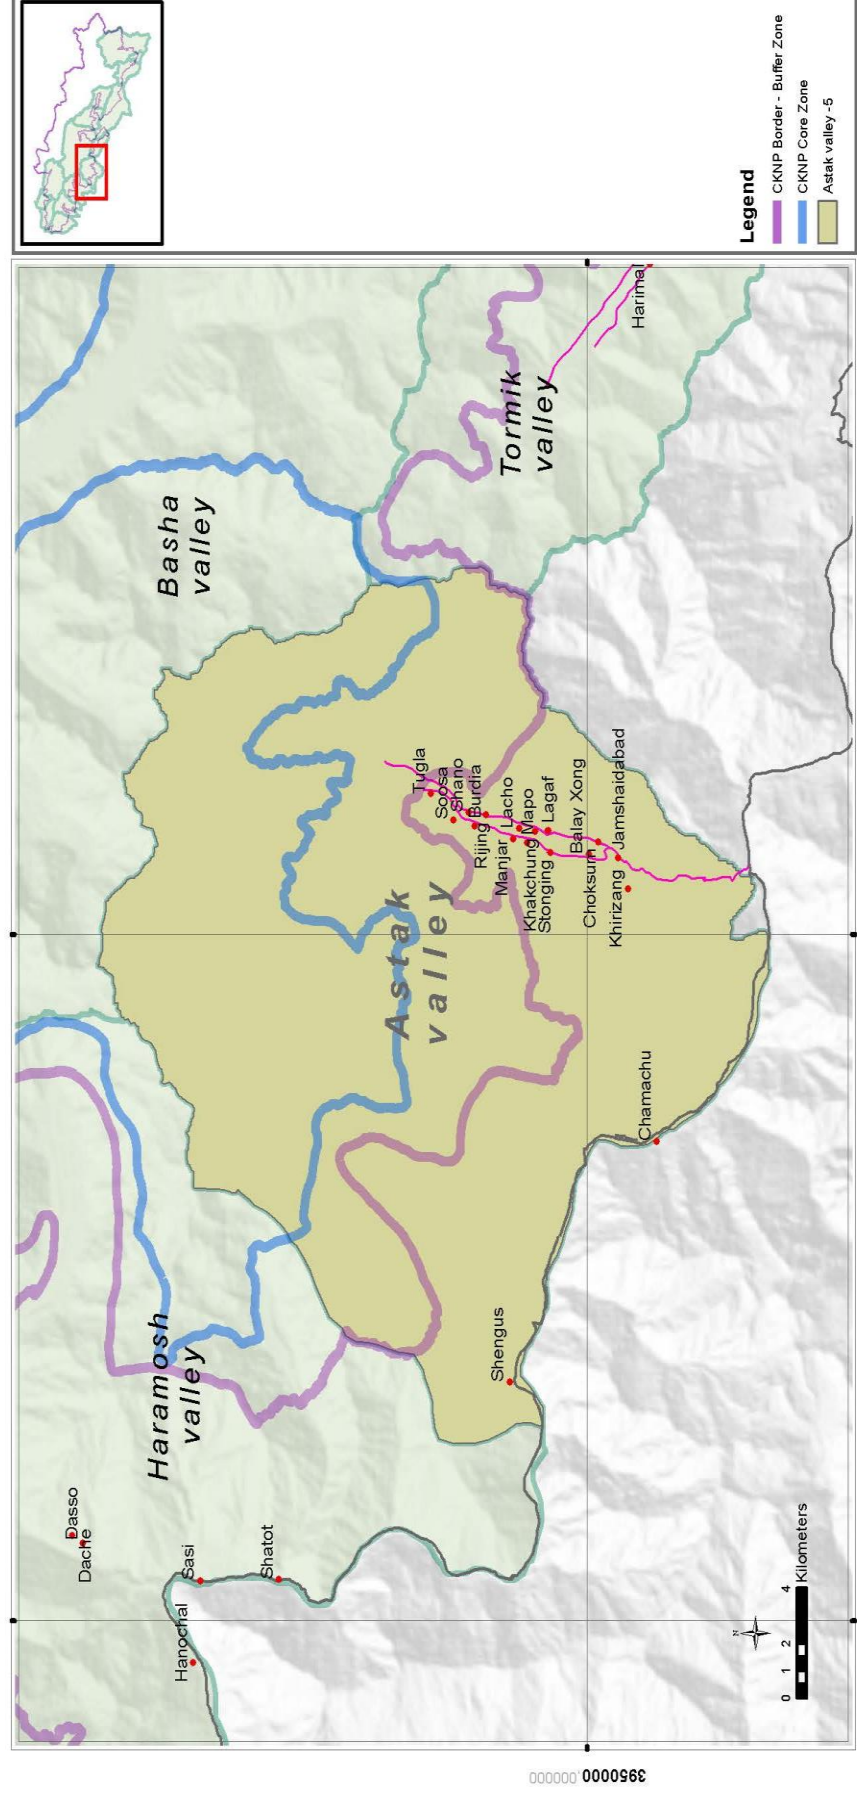 Legend
CKNP Border - Buffer Zone
CKNP Core Zone
Astak valley -5
Basha
valley
Tormik
valley
Harimal
Haramosh
valley
Astak
valley
Tugla
Soosa
Shano
Burdia
Rijing
Lacho
Manjar
Mapo
Khakchung
Lagaf
Stonging
Balay Xong
Choksum
Jamshaidabad
Khirizang
Chamachu
Shengus
Dasso
Dache
Sasi
Shatot
Hanochal
N
0 1 2 4
Kilometers
3950000.000000